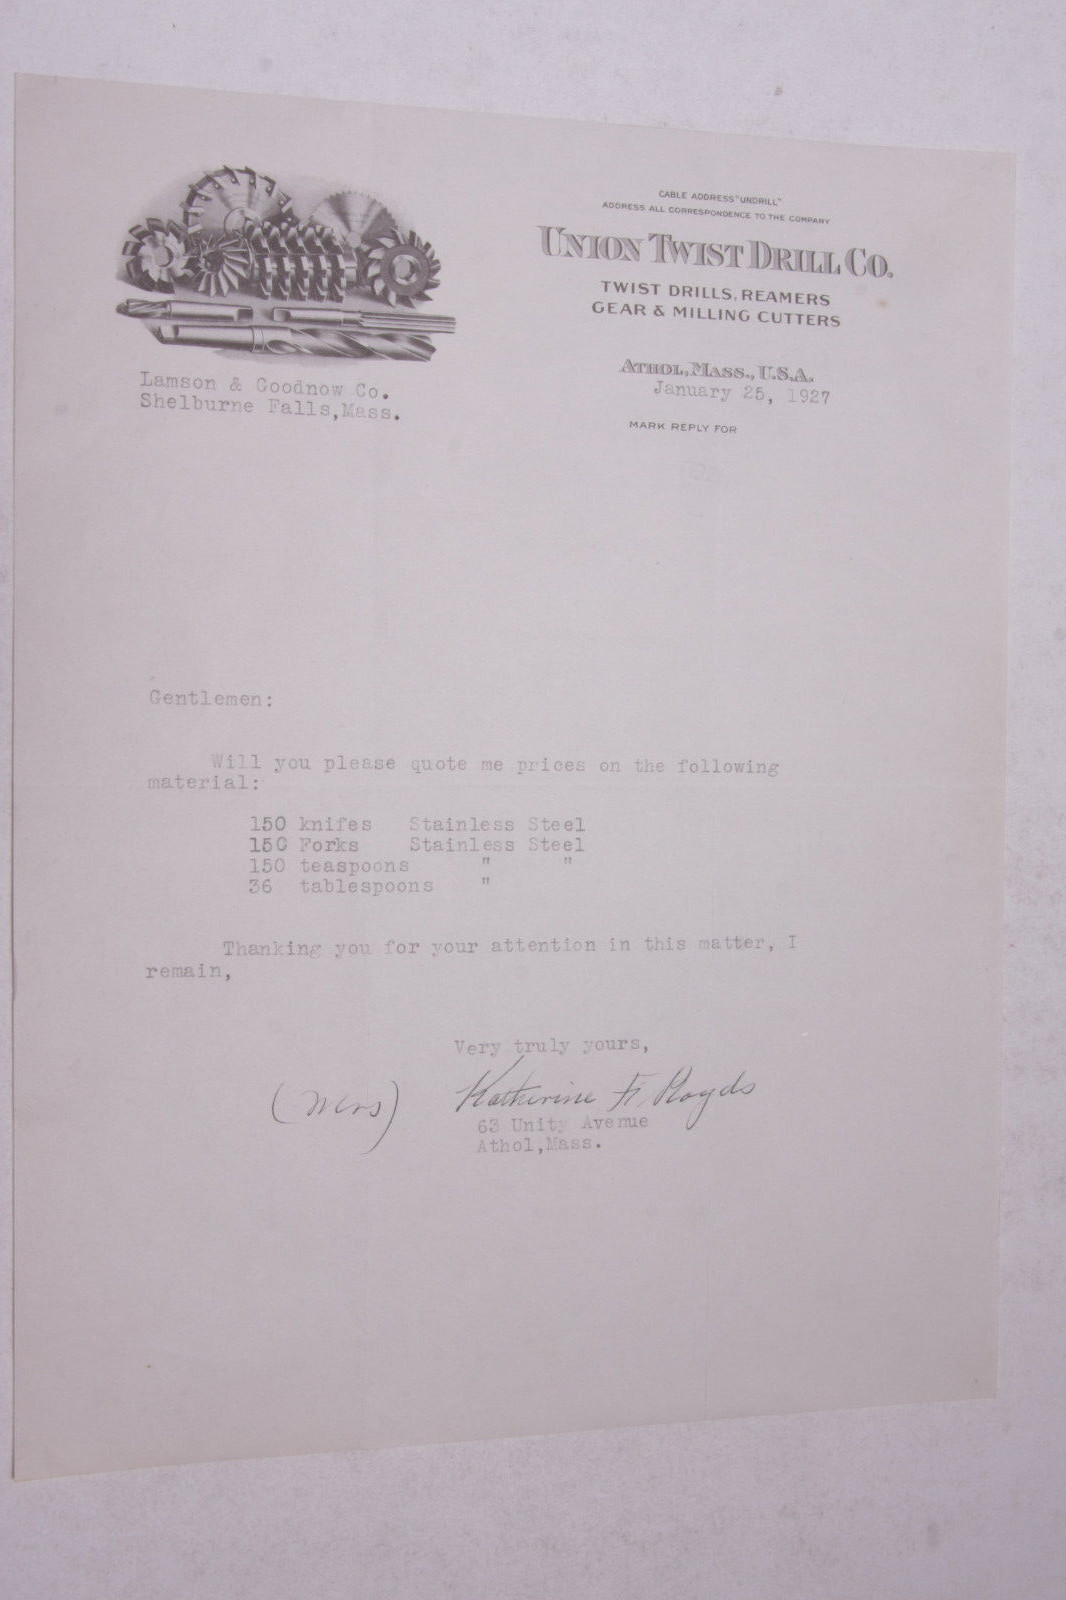 CABLE ADDRESS "UNDRILL"
ADDRESS ALL CORRESPONDENCE TO THE COMPANY
UNION TWIST DRILL CO.
TWIST DRILLS, REAMERS
GEAR & MILLING CUTTERS
ATHOL, MASS., U.S.A.
January 25, 1927
MARK REPLY FOR
Lamson & Goodnow Co.
Shelburne Falls,Mass.
Gentlemen:
Will you please quote me prices on the following
material:
150 knifes Stainless Steel
150 Forks Stainless Steel
150 teaspoons " "
36 tablespoons "
Thanking you for your attention in this matter, I
remain,
Very truly yours,
(Mrs) Katherine F.
63 Unity Avenue
Athol,Mass.